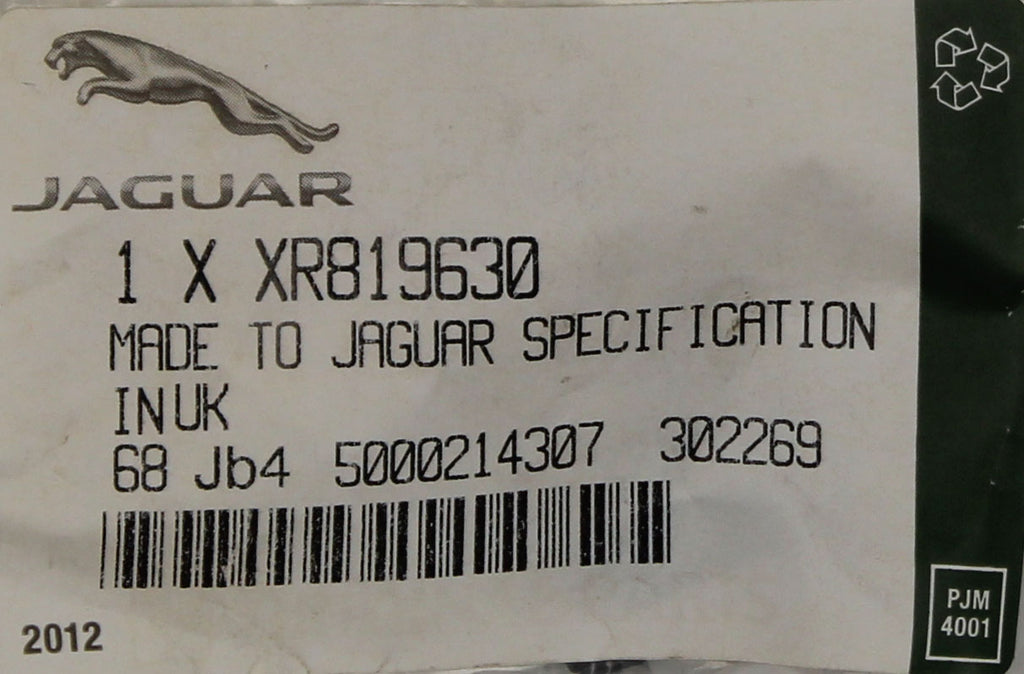 JAGUAR
1 X XR819630
MADE TO JAGUAR SPECIFICATION
IN UK
68 Jb4 5000214307 302269
2012
PJM
4001